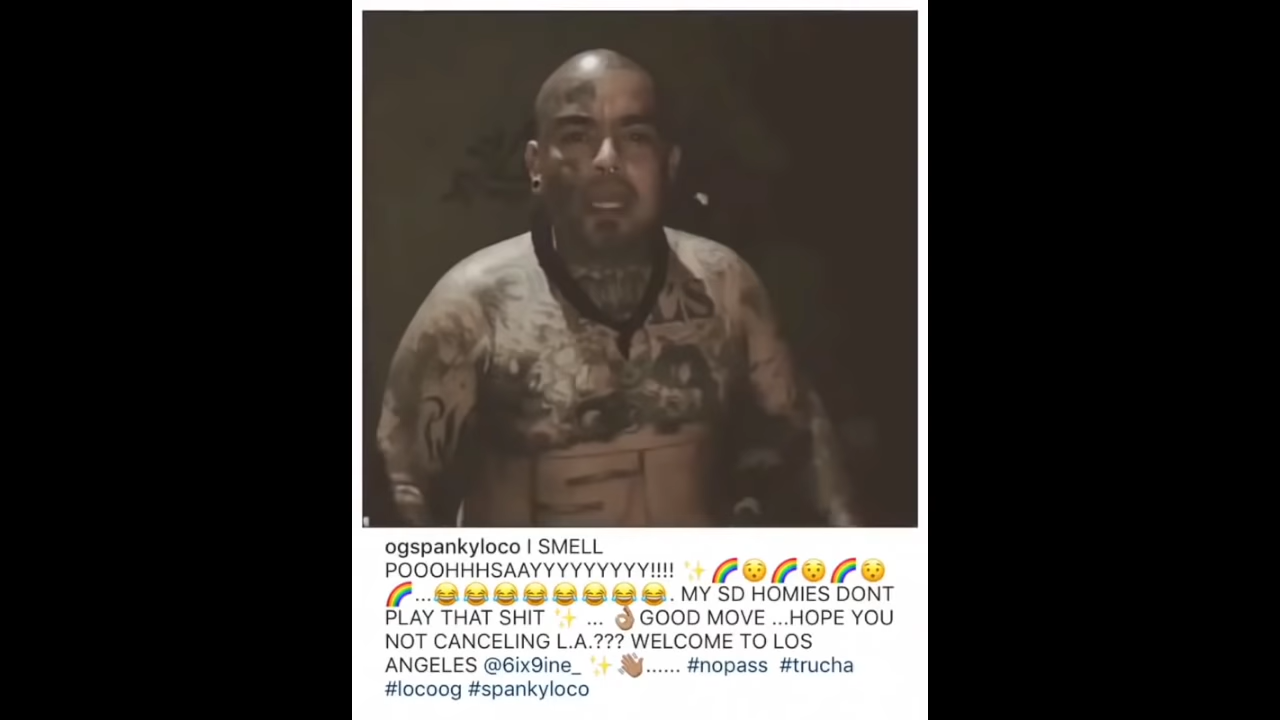 ogspankyloco I SMELL
POOOHHHSAAYYYYYYYYY!!!! ✨🌈😯🌈😯🌈😯
🌈...😂😂😂😂😂😂😂😂. MY SD HOMIES DONT
PLAY THAT SHIT ✨ ... 👌🏽GOOD MOVE ...HOPE YOU
NOT CANCELING L.A.??? WELCOME TO LOS
ANGELES @6ix9ine_ ✨👋🏽...... #nopass #trucha
#locoog #spankyloco